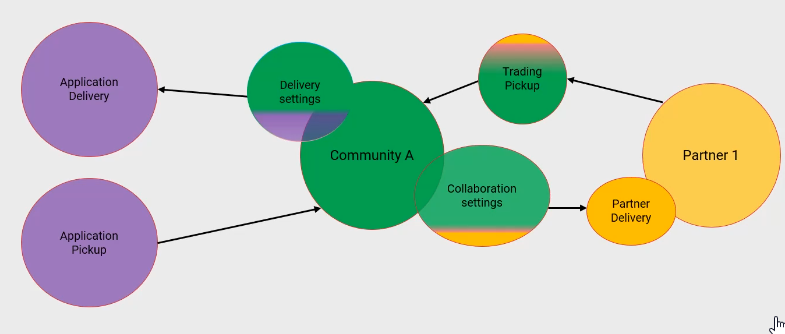 Application
Delivery
Delivery
settings
Trading
Pickup
Community A
Partner 1
Collaboration
settings
Partner
Delivery
Application
Pickup